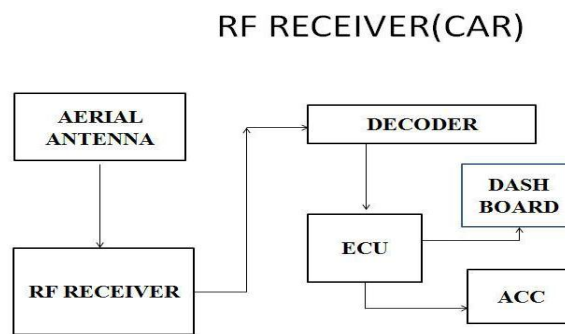 RF RECEIVER(CAR)
AERIAL
ANTENNA
DECODER
DASH
BOARD
RF RECEIVER
ECU
ACC